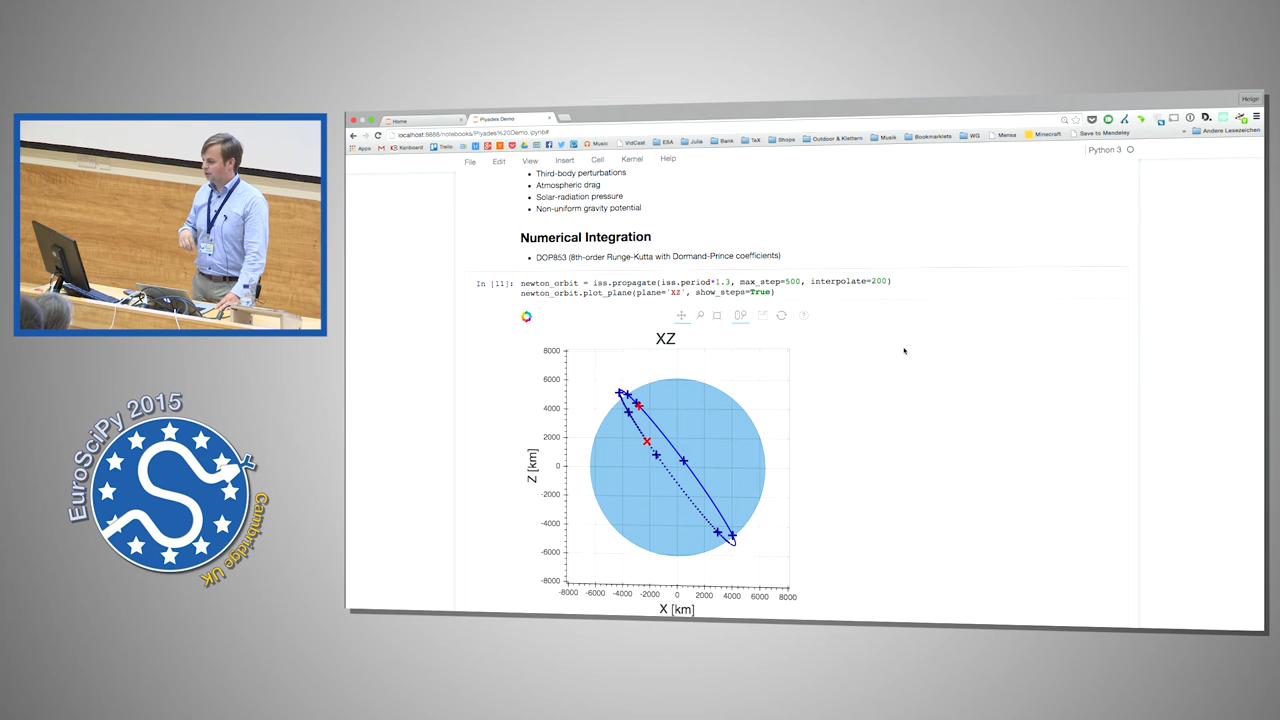 Helge
Home
Plyades Demo
localhost:8888/notebooks/Plyades%20Demo.ipynb#
Apps
Kanboard
Trello
Music
VidCast
ESA
Julia
Bank
TeX
Shops
Outdoor & Klettern
Musik
Bookmarklets
WG
Mensa
Minecraft
Save to Mendeley
Andere Lesezeichen
File Edit View Insert Cell Kernel Help
Python 3
Third-body perturbations
Atmospheric drag
Solar-radiation pressure
Non-uniform gravity potential
Numerical Integration
DOP853 (8th-order Runge-Kutta with Dormand-Prince coefficients)
In [11]: newton_orbit = iss.propagate(iss.period*1.3, max_step=500, interpolate=200)
newton_orbit.plot_plane(plane='XZ', show_steps=True)
XZ
8000
6000
4000
2000
0
-2000
-4000
-6000
-8000
Z [km]
-8000 -6000 -4000 -2000 0 2000 4000 6000 8000
X [km]
EuroSciPy 2015
Cambridge UK